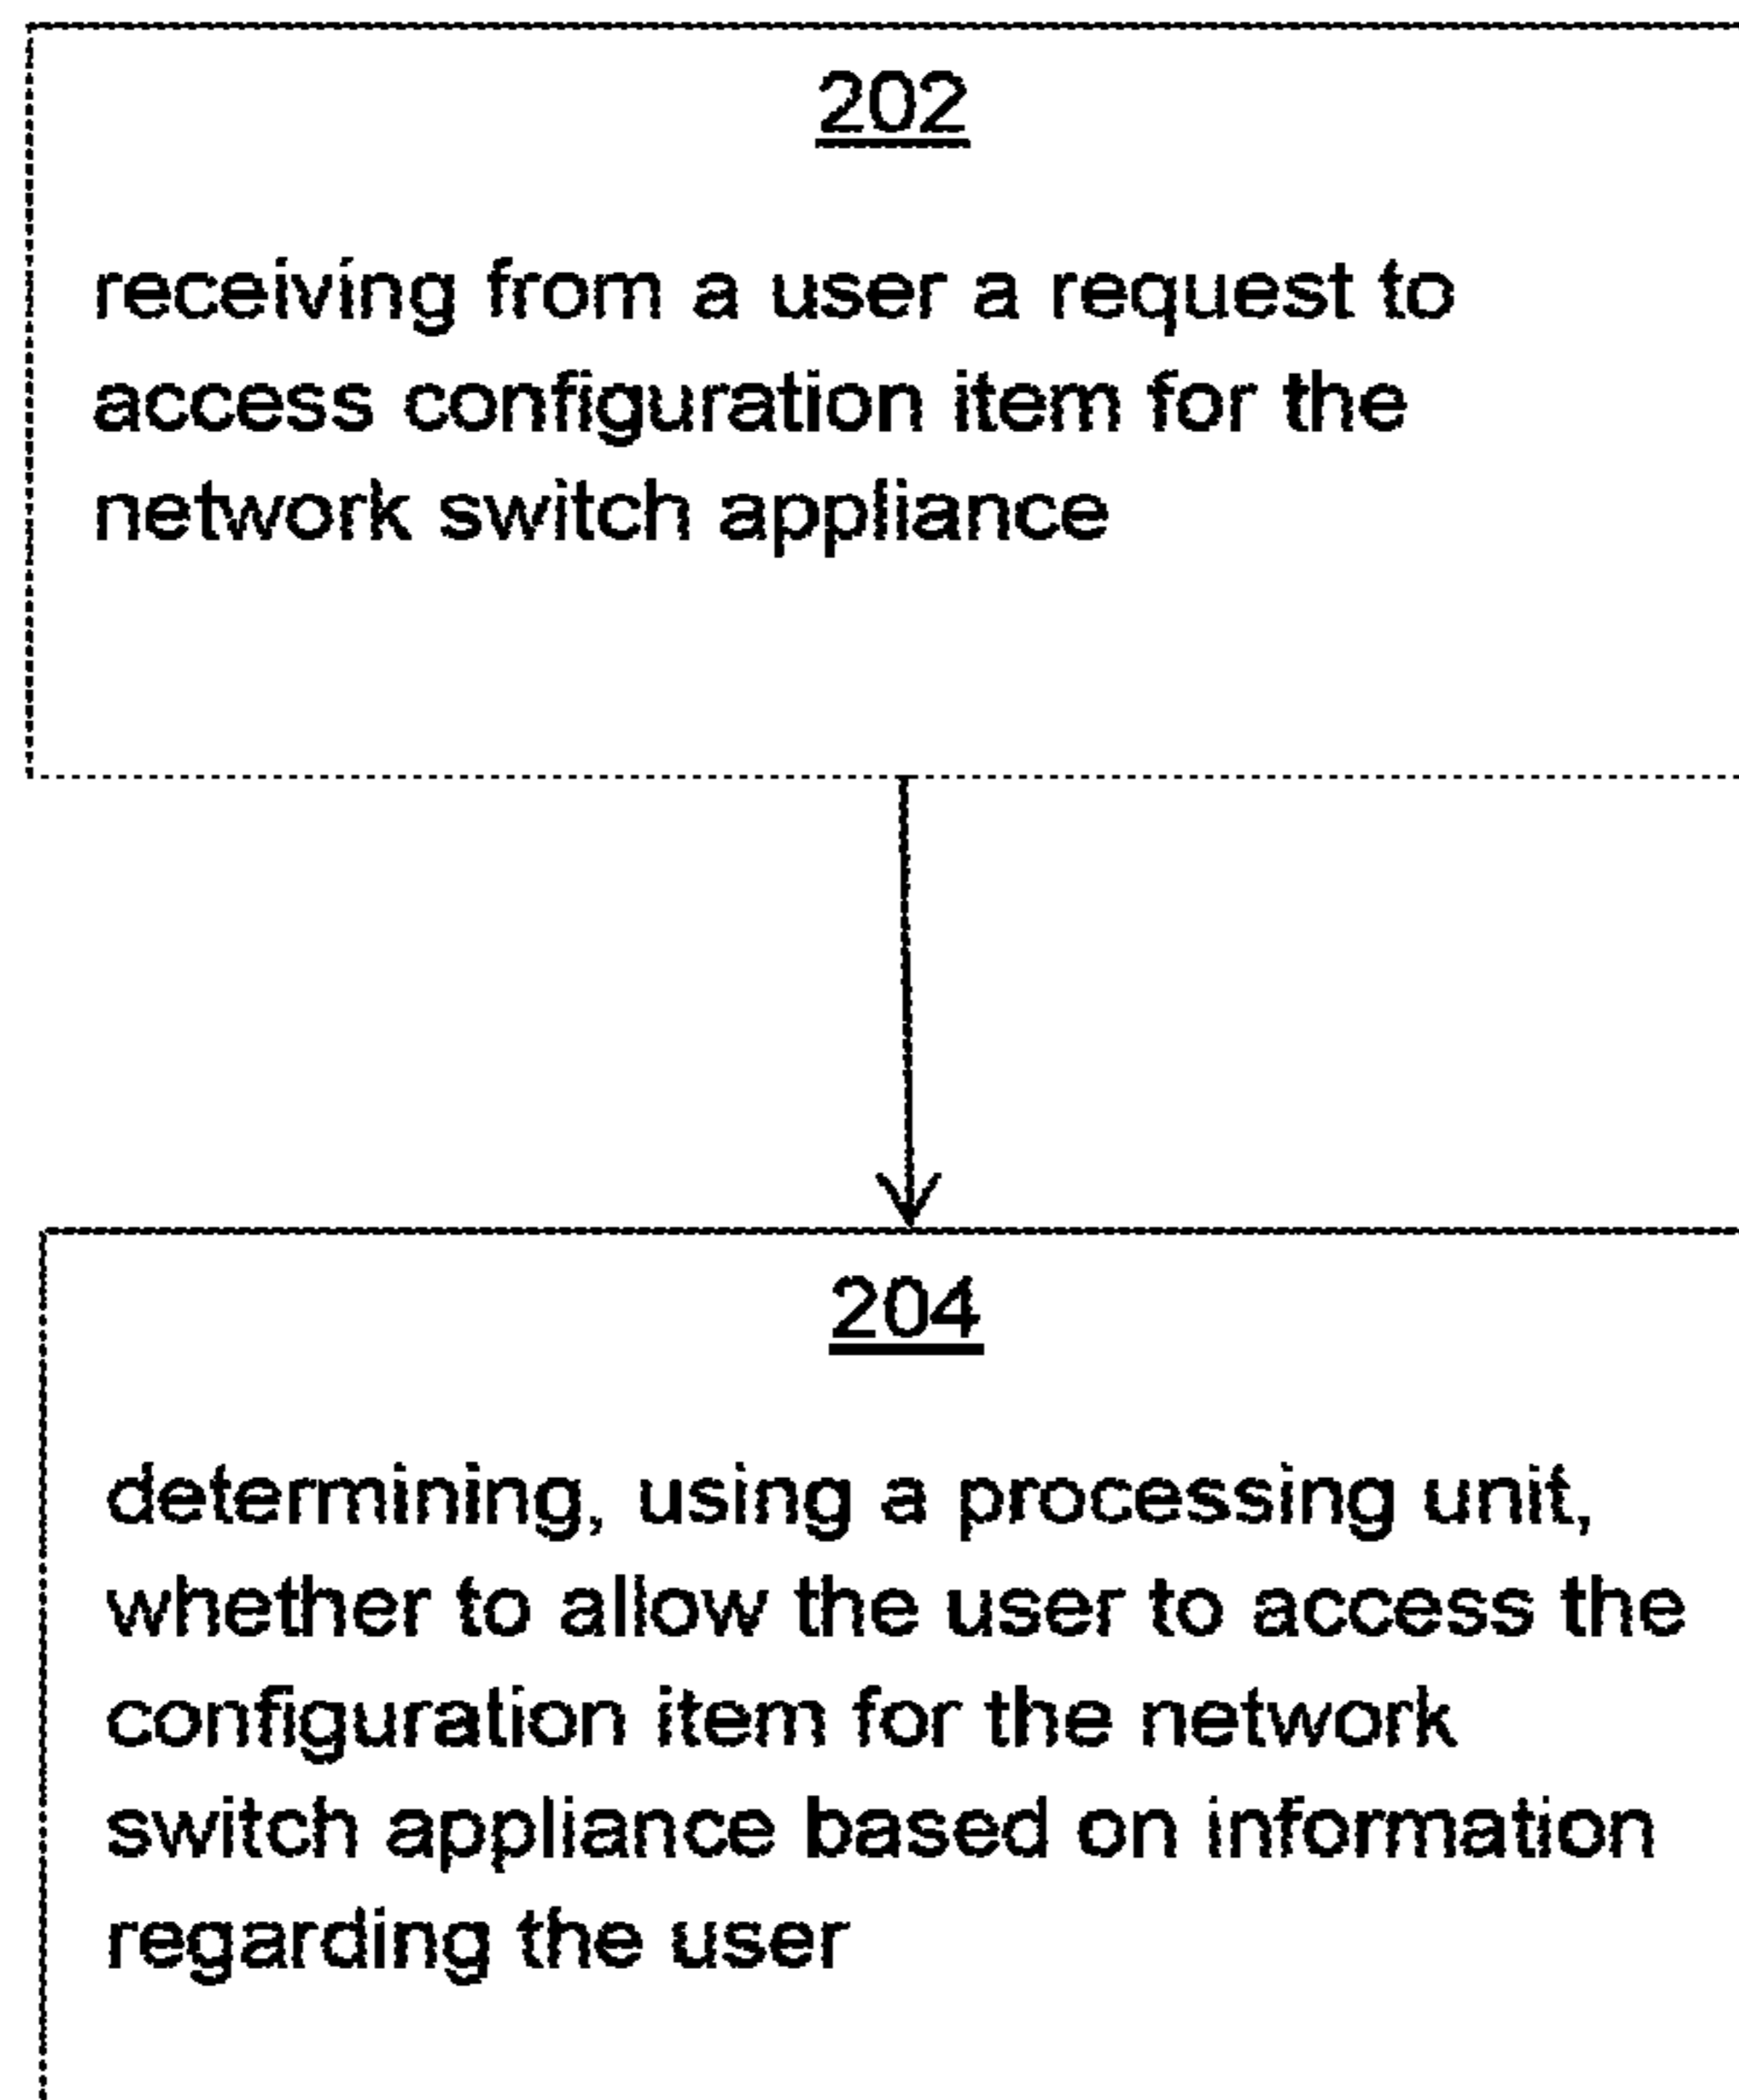 202
receiving from a user a request to
access configuration item for the
network switch appliance
204
determining, using a processing unit,
whether to allow the user to access the
configuration item for the network
switch appliance based on information
regarding the user